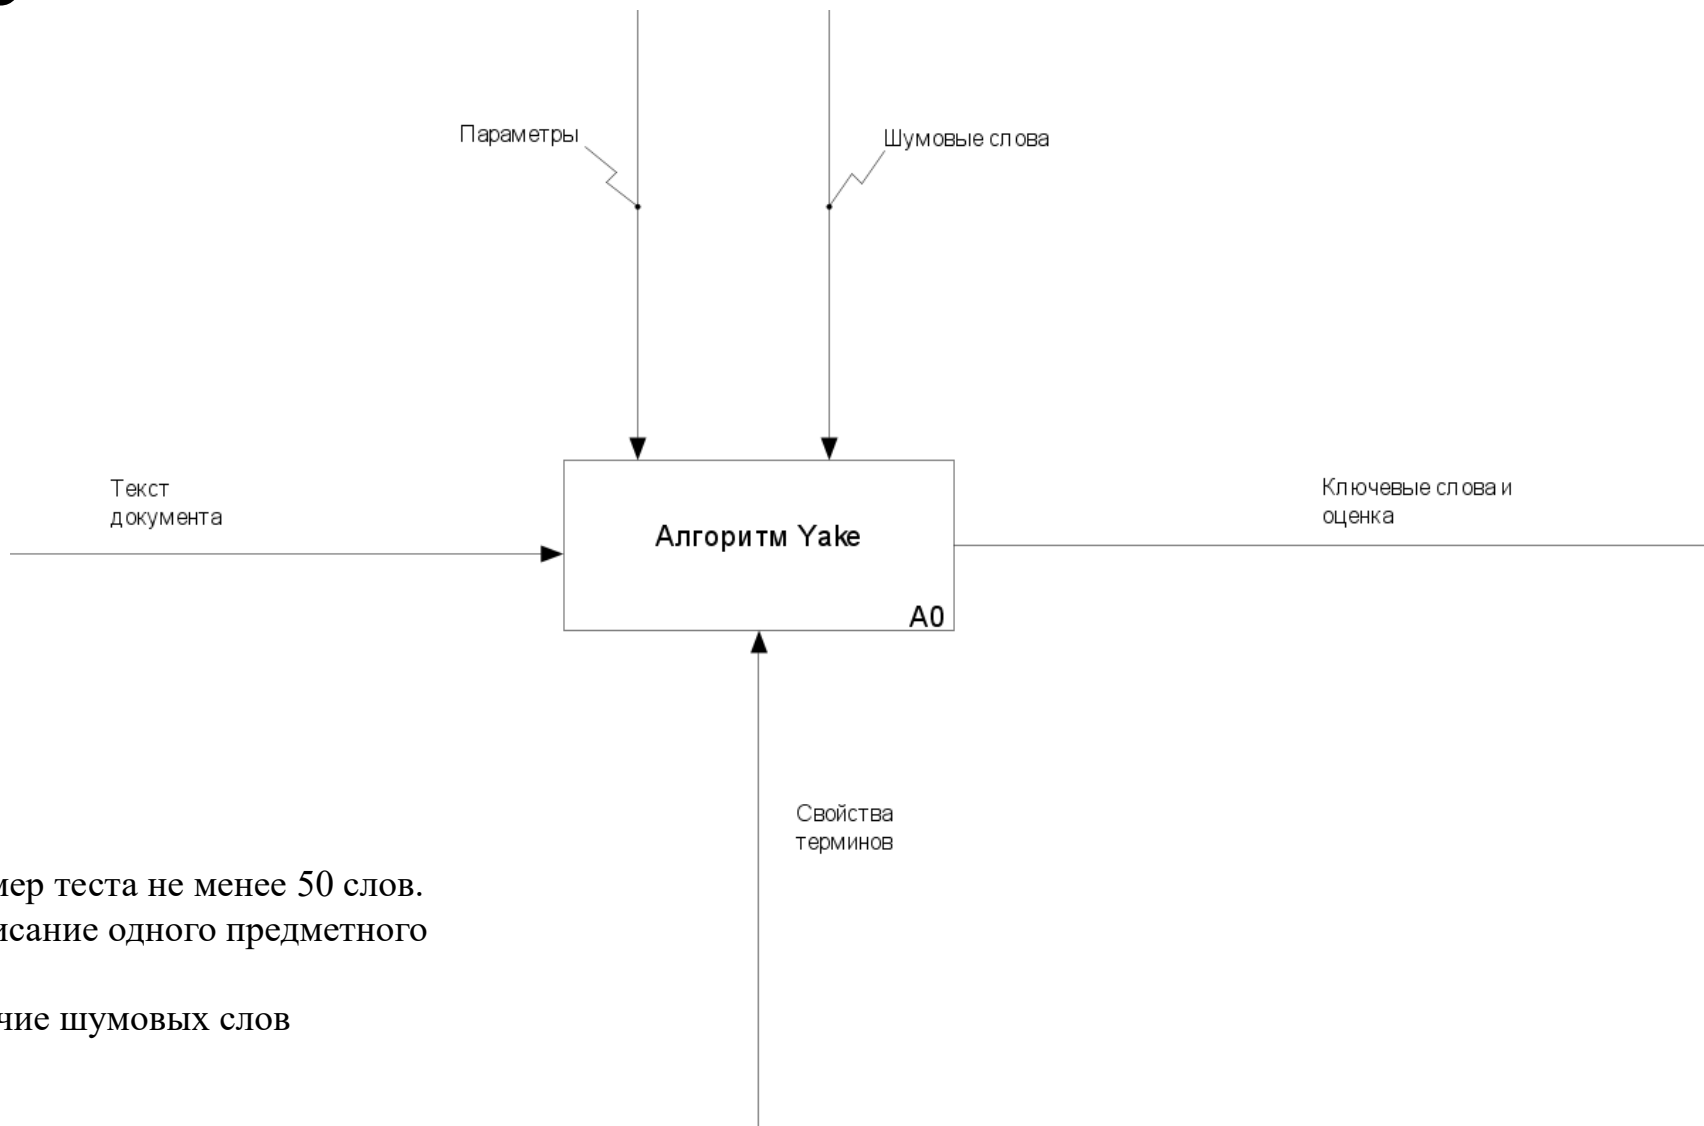 Параметры
Шумовые слова
Текст
документа
Ключевые слова и
оценка
Алгоритм Yake
A0
Свойства
терминов
мер теста не менее 50 слов.
исание одного предметного
чие шумовых слов